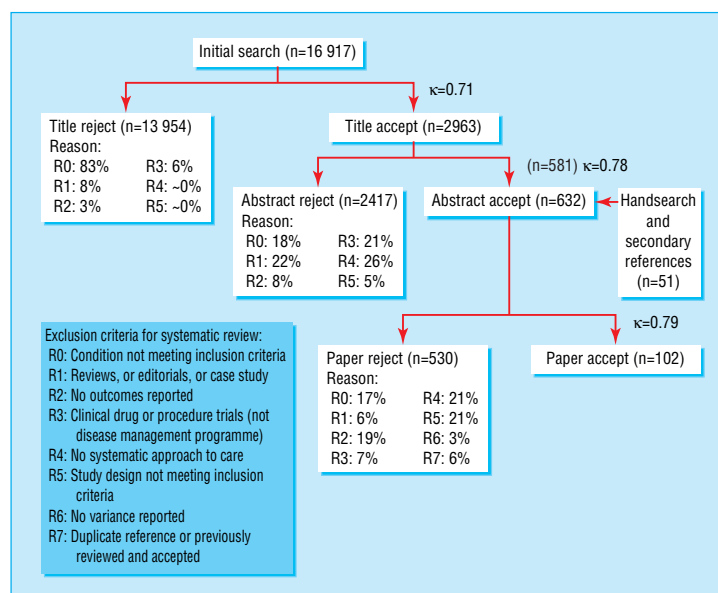 Initial search (n=16 917)
κ=0.71
Title reject (n=13 954)
Reason:
R0: 83% R3: 6%
R1: 8% R4: ~0%
R2: 3% R5: ~0%
Title accept (n=2963)
(n=581) κ=0.78
Abstract reject (n=2417)
Reason:
R0: 18% R3: 21%
R1: 22% R4: 26%
R2: 8% R5: 5%
Abstract accept (n=632)
Handsearch
and
secondary
references
(n=51)
κ=0.79
Paper reject (n=530)
Reason:
R0: 17% R4: 21%
R1: 6% R5: 21%
R2: 19% R6: 3%
R3: 7% R7: 6%
Paper accept (n=102)
Exclusion criteria for systematic review:
R0: Condition not meeting inclusion criteria
R1: Reviews, or editorials, or case study
R2: No outcomes reported
R3: Clinical drug or procedure trials (not
disease management programme)
R4: No systematic approach to care
R5: Study design not meeting inclusion
criteria
R6: No variance reported
R7: Duplicate reference or previously
reviewed and accepted